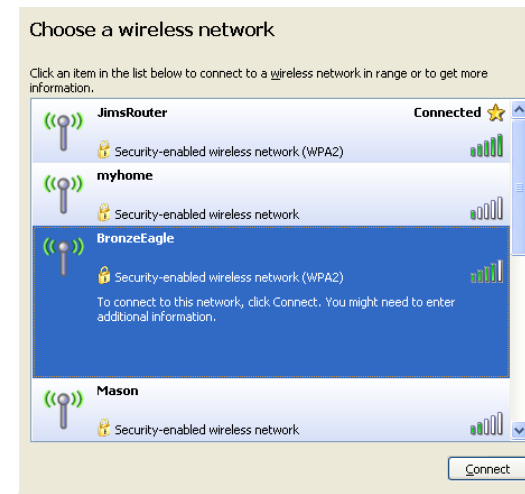 Choose a wireless network
Click an item in the list below to connect to a wireless network in range or to get more
information.
JimsRouter Connected
Security-enabled wireless network (WPA2)
myhome
Security-enabled wireless network
BronzeEagle
Security-enabled wireless network (WPA2)
To connect to this network, click Connect. You might need to enter
additional information.
Mason
Security-enabled wireless network
Connect